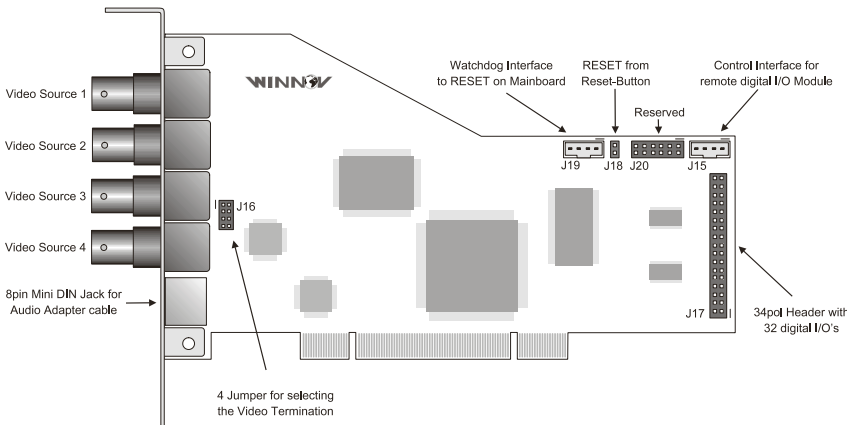 WINNOV
Watchdog Interface
to RESET on Mainboard
RESET from
Reset-Button
Reserved
Control Interface for
remote digital I/O Module
J19
J18
J20
J15
Video Source 1
Video Source 2
Video Source 3
Video Source 4
J16
8pin Mini DIN Jack for
Audio Adapter cable
J17
34pol Header with
32 digital I/O's
4 Jumper for selecting
the Video Termination